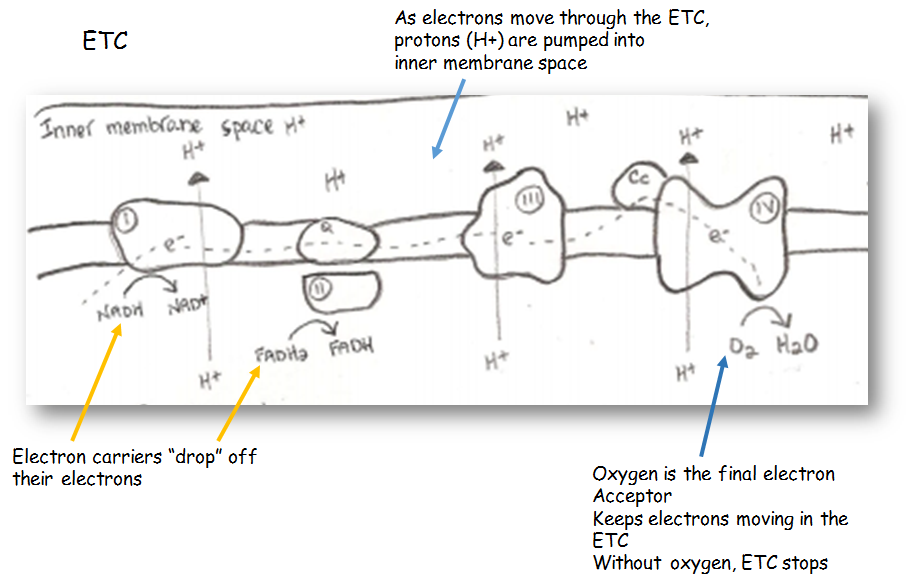 ETC
As electrons move through the ETC,
protons (H+) are pumped into
inner membrane space
Inner membrane space H+
H+
H+
H+
H+
H+
H+
I
e-
Q
II
III
e-
Cc
IV
e-
NADH NAD+
H+
FADH2 FADH
H+
H+
O2 H2O
Electron carriers “drop” off
their electrons
Oxygen is the final electron
Acceptor
Keeps electrons moving in the
ETC
Without oxygen, ETC stops